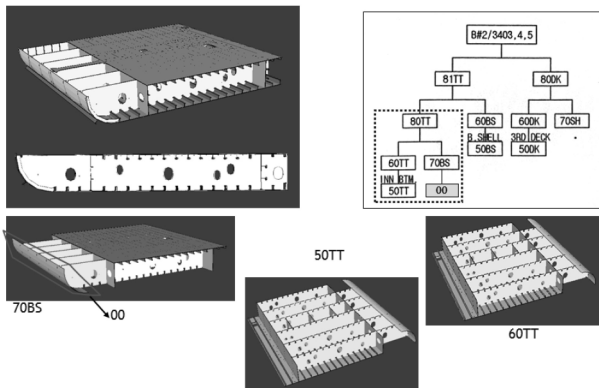 B#2/3403,4,5
81TT
80DK
80TT
60BS
60DK
70SH
B.SHELL
3RD DECK
50BS
50DK
60TT
70BS
INN BTM.
50TT
00
50TT
70BS
00
60TT